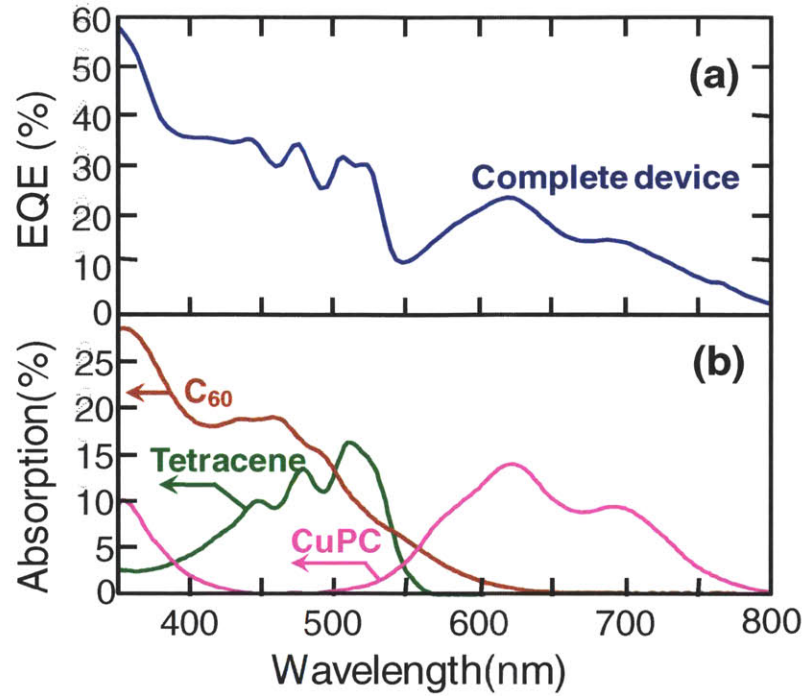 60
50
40
30
20
10
0
EQE (%)
(a)
Complete device
25
20
15
10
5
0
Absorption(%)
(b)
C₆₀
Tetracene
CuPC
400 500 600 700 800
Wavelength(nm)